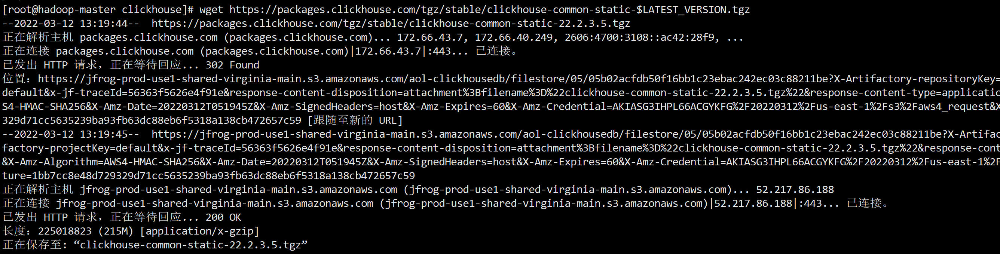 [root@hadoop-master clickhouse]# wget https://packages.clickhouse.com/tgz/stable/clickhouse-common-static-$LATEST_VERSION.tgz
--2022-03-12 13:19:44--  https://packages.clickhouse.com/tgz/stable/clickhouse-common-static-22.2.3.5.tgz
正在解析主机 packages.clickhouse.com (packages.clickhouse.com)... 172.66.43.7, 172.66.40.249, 2606:4700:3108::ac42:28f9, ...
正在连接 packages.clickhouse.com (packages.clickhouse.com)|172.66.43.7|:443... 已连接。
已发出 HTTP 请求，正在等待回应... 302 Found
位置：https://jfrog-prod-use1-shared-virginia-main.s3.amazonaws.com/aol-clickhousedb/filestore/05/05b02acfdb50f16bb1c23ebac242ec03c88211be?X-Artifactory-repositoryKey=
default&x-jf-traceId=56363f5626e4f91e&response-content-disposition=attachment%3Bfilename%3D%22clickhouse-common-static-22.2.3.5.tgz%22&response-content-type=applicatic
S4-HMAC-SHA256&X-Amz-Date=20220312T051945Z&X-Amz-SignedHeaders=host&X-Amz-Expires=60&X-Amz-Credential=AKIASG3IHPL66ACGYKFG%2F20220312%2Fus-east-1%2Fs3%2Faws4_request&X
329d71cc5635239ba93fb63dc88eb6f5318a138cb472657c59 [跟随至新的 URL]
--2022-03-12 13:19:45--  https://jfrog-prod-use1-shared-virginia-main.s3.amazonaws.com/aol-clickhousedb/filestore/05/05b02acfdb50f16bb1c23ebac242ec03c88211be?X-Artifac
factory-projectKey=default&x-jf-traceId=56363f5626e4f91e&response-content-disposition=attachment%3Bfilename%3D%22clickhouse-common-static-22.2.3.5.tgz%22&response-cont
&X-Amz-Algorithm=AWS4-HMAC-SHA256&X-Amz-Date=20220312T051945Z&X-Amz-SignedHeaders=host&X-Amz-Expires=60&X-Amz-Credential=AKIASG3IHPL66ACGYKFG%2F20220312%2Fus-east-1%2F
ture=1bb7cc8e48d729329d71cc5635239ba93fb63dc88eb6f5318a138cb472657c59
正在解析主机 jfrog-prod-use1-shared-virginia-main.s3.amazonaws.com (jfrog-prod-use1-shared-virginia-main.s3.amazonaws.com)... 52.217.86.188
正在连接 jfrog-prod-use1-shared-virginia-main.s3.amazonaws.com (jfrog-prod-use1-shared-virginia-main.s3.amazonaws.com)|52.217.86.188|:443... 已连接。
已发出 HTTP 请求，正在等待回应... 200 OK
长度：225018823 (215M) [application/x-gzip]
正在保存至: “clickhouse-common-static-22.2.3.5.tgz”